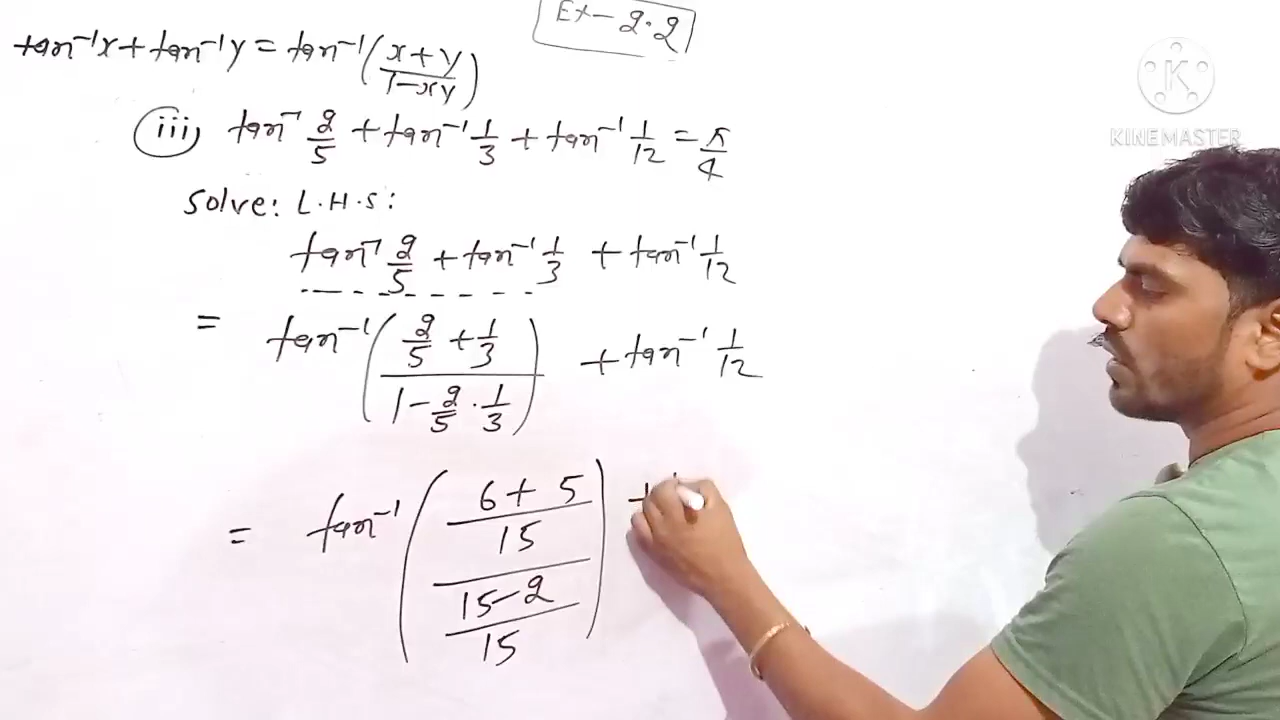 Ex- 2.2
tan⁻¹x + tan⁻¹y = tan⁻¹((x+y)/(1-xy))
(iii) tan⁻¹ 2/5 + tan⁻¹ 1/3 + tan⁻¹ 1/12 = π/4
Solve: L.H.S:
tan⁻¹ 2/5 + tan⁻¹ 1/3 + tan⁻¹ 1/12
= tan⁻¹((2/5 + 1/3)/(1 - 2/5 · 1/3)) + tan⁻¹ 1/12
= tan⁻¹(((6+5)/15)/((15-2)/15)) +
KINEMASTER